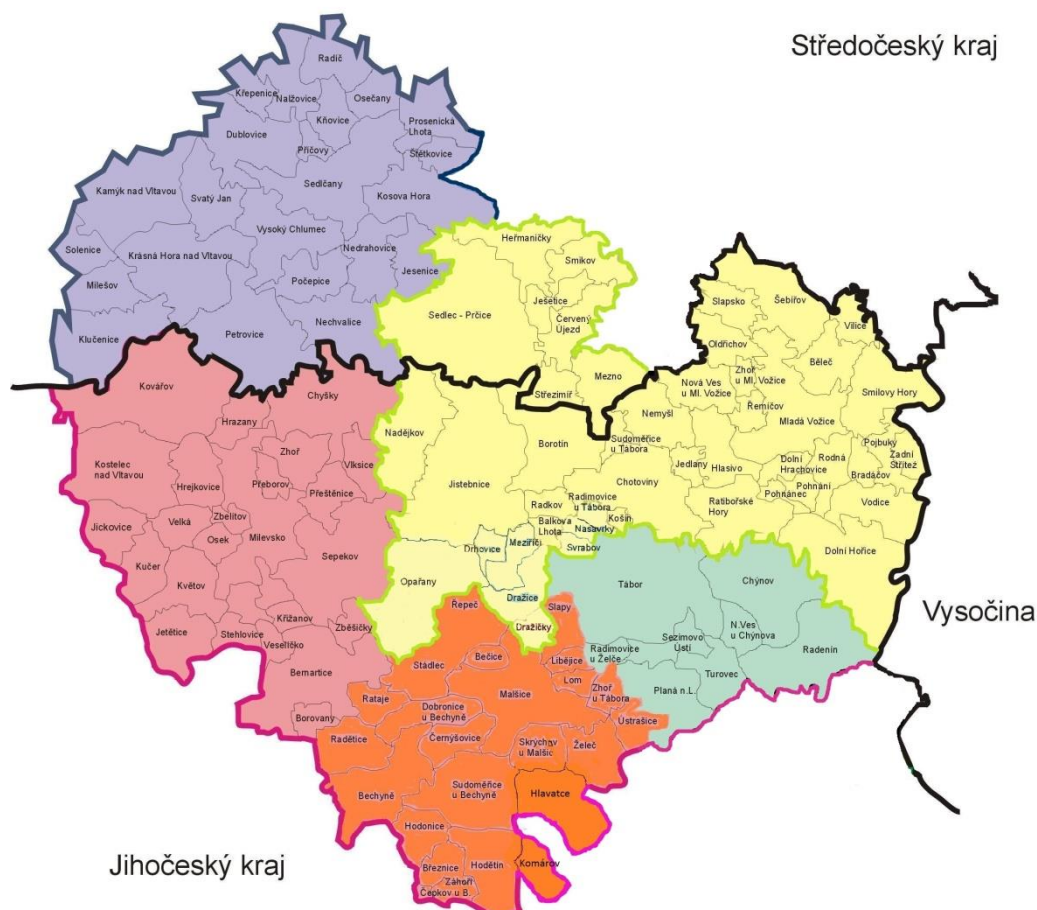 Středočeský kraj
Radíč
Křepenice
Nalžovice
Osečany
Kňovice
Prosenická
Lhota
Dublovice
Příčovy
Štětkovice
Kamýk nad Vltavou
Svatý Jan
Sedlčany
Kosova Hora
Vysoký Chlumec
Solenice
Krásná Hora nad Vltavou
Nedrahovice
Jesenice
Milešov
Počepice
Klučenice
Petrovice
Nechvalice
Heřmaničky
Smikov
Ješetice
Sedlec - Prčice
Červený
Újezd
Mezno
Střezimíř
Slapsko
Šebířov
Vilice
Oldřichov
Běleč
Nová Ves
u Ml. Vožice
Zhoř
u Ml. Vožice
Smilovy Hory
Řemíčov
Nemyšl
Mladá Vožice
Kovářov
Chyšky
Hrazany
Nadějkov
Borotín
Sudoměřice
u Tábora
Pojbuky
Zadní
Střítež
Kostelec
nad Vltavou
Zhoř
Vlksice
Jedlany
Hlasivo
Dolní
Hrachovice
Rodná
Bradáčov
Hrejkovice
Přeborov
Přeštěnice
Jistebnice
Chotoviny
Pohnání
Pohnánec
Vodice
Ratibořské
Hory
Radkov
Radimovice
u Tábora
Jickovice
Velká
Zbelítov
Osek
Milevsko
Balkova
Lhota
Nasavrky
Košín
Drhovice
Meziříčí
Svrabov
Dolní Hořice
Kučer
Sepekov
Květov
Opařany
Tábor
Chýnov
Dražice
Řepeč
Slapy
Dražičky
Vysočina
Jetětice
Stehlovice
Křižanov
Zběšičky
Veselíčko
N.Ves
u Chýnova
Radimovice
u Želče
Sezimovo
Ústí
Radenín
Bernartice
Stádlec
Bečice
Libějice
Lom
Turovec
Planá n.L.
Zhoř
u Tábora
Rataje
Malšice
Dobronice
u Bechyně
Borovany
Ústrašice
Radětice
Černýšovice
Skrýchov
u Malšic
Želeč
Bechyně
Sudoměřice
u Bechyně
Hlavatce
Hodonice
Jihočeský kraj
Březnice
Hodětín
Komárov
Záhoří
Čepkov u B.